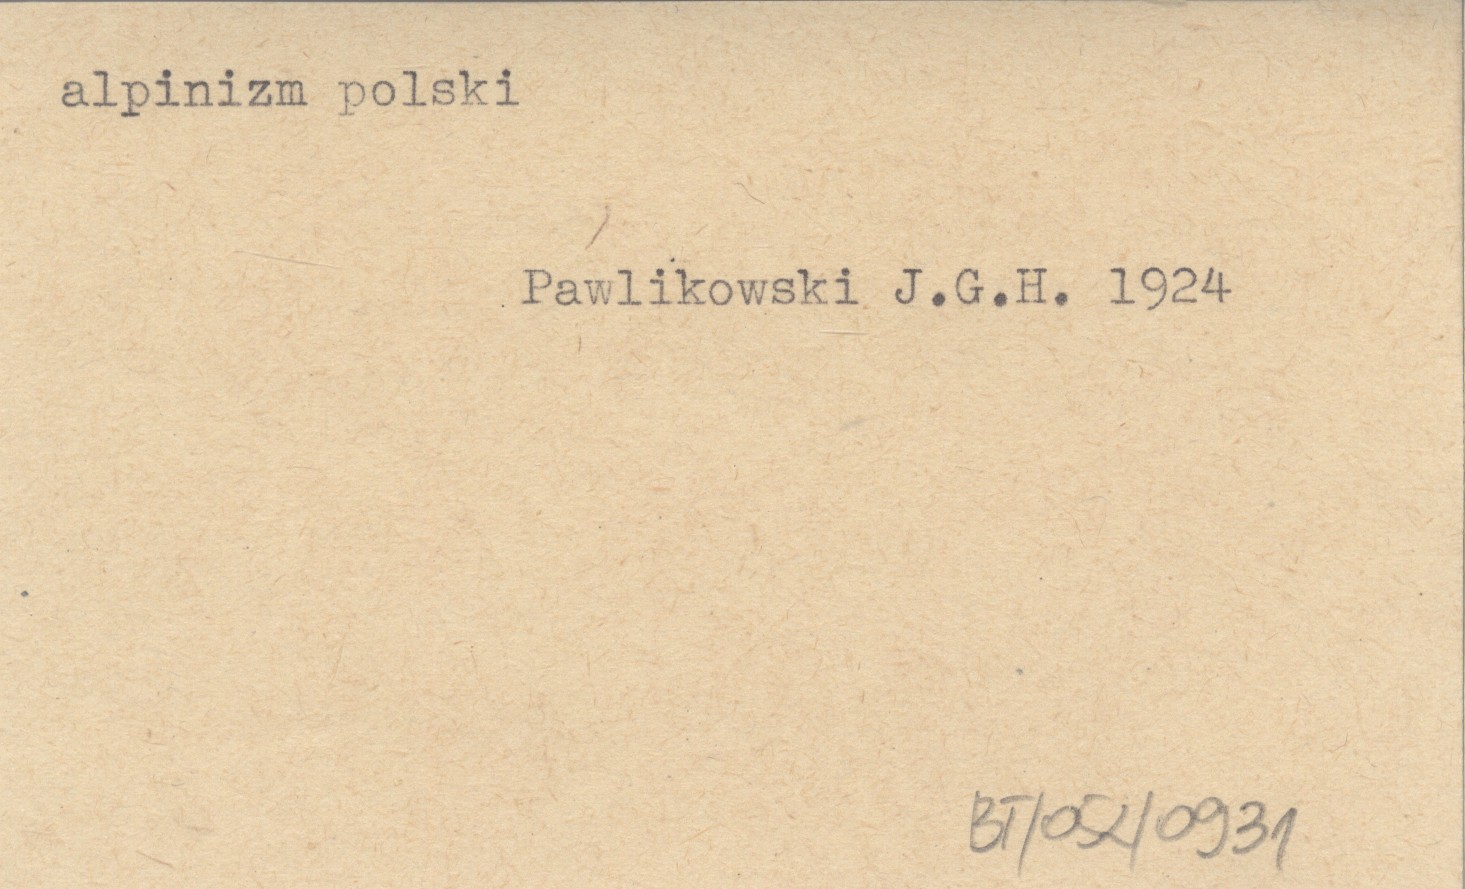 alpinizm polski
Pawlikowski J.G.H. 1924
BT/052/0931